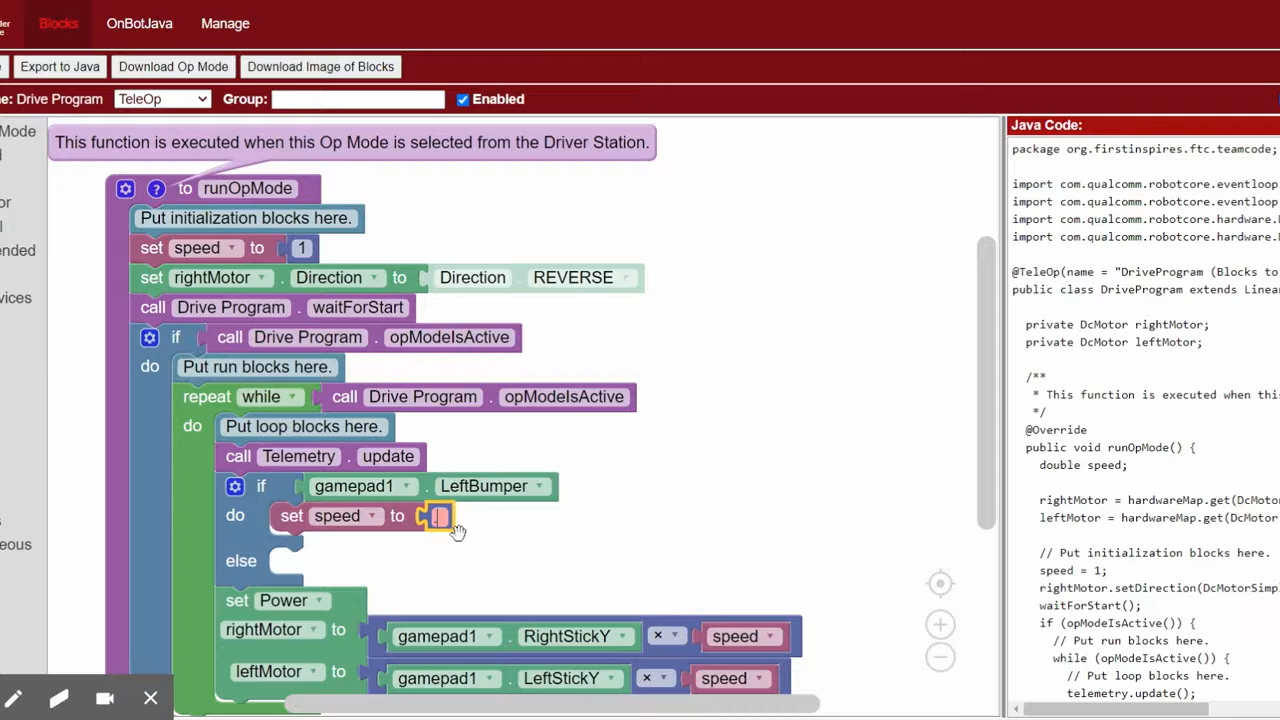 ler
e
Blocks
OnBotJava
Manage
Export to Java
Download Op Mode
Download Image of Blocks
ne: Drive Program
TeleOp
Group:
Enabled
Mode
or
ended
vices
eous
This function is executed when this Op Mode is selected from the Driver Station.
? to runOpMode
Put initialization blocks here.
set speed to 1
set rightMotor . Direction to Direction . REVERSE
call Drive Program . waitForStart
if call Drive Program . opModeIsActive
do Put run blocks here.
repeat while call Drive Program . opModeIsActive
do Put loop blocks here.
call Telemetry . update
if gamepad1 . LeftBumper
do set speed to .
else
set Power
rightMotor to gamepad1 . RightStickY × speed
leftMotor to gamepad1 . LeftStickY × speed
Java Code:
package org.firstinspires.ftc.teamcode;
import com.qualcomm.robotcore.eventloop
import com.qualcomm.robotcore.eventloop
import com.qualcomm.robotcore.hardware.
import com.qualcomm.robotcore.hardware.
@TeleOp(name = "DriveProgram (Blocks to
public class DriveProgram extends Linear
private DcMotor rightMotor;
private DcMotor leftMotor;
/**
* This function is executed when this
*/
@Override
public void runOpMode() {
double speed;
rightMotor = hardwareMap.get(DcMotor
leftMotor = hardwareMap.get(DcMotor
// Put initialization blocks here.
speed = 1;
rightMotor.setDirection(DcMotorSimp
waitForStart();
if (opModeIsActive()) {
// Put run blocks here.
while (opModeIsActive()) {
// Put loop blocks here.
telemetry.update();